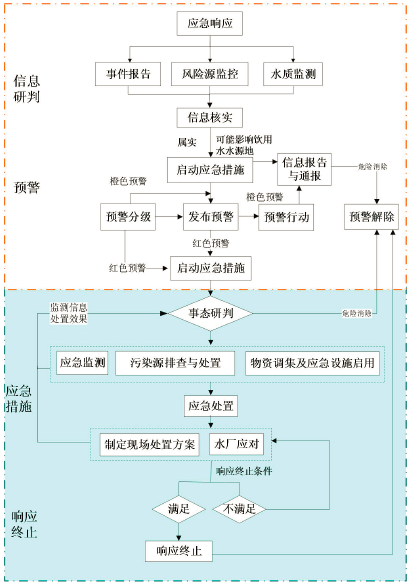 应急响应
事件报告
风险源监控
水质监测
信息
研判
信息核实
属实
可能影响饮用
水水源地
启动应急措施
信息报告
与通报
危险消除
预警
橙色预警
橙色预警
预警分级
发布预警
预警行动
预警解除
红色预警
红色预警
启动应急措施
监测信息
处置效果
事态研判
危险消除
应急监测
污染源排查与处置
物资调集及应急设施启用
应急
措施
应急处置
制定现场处置方案
水厂应对
响应终止条件
满足
不满足
响应
终止
响应终止